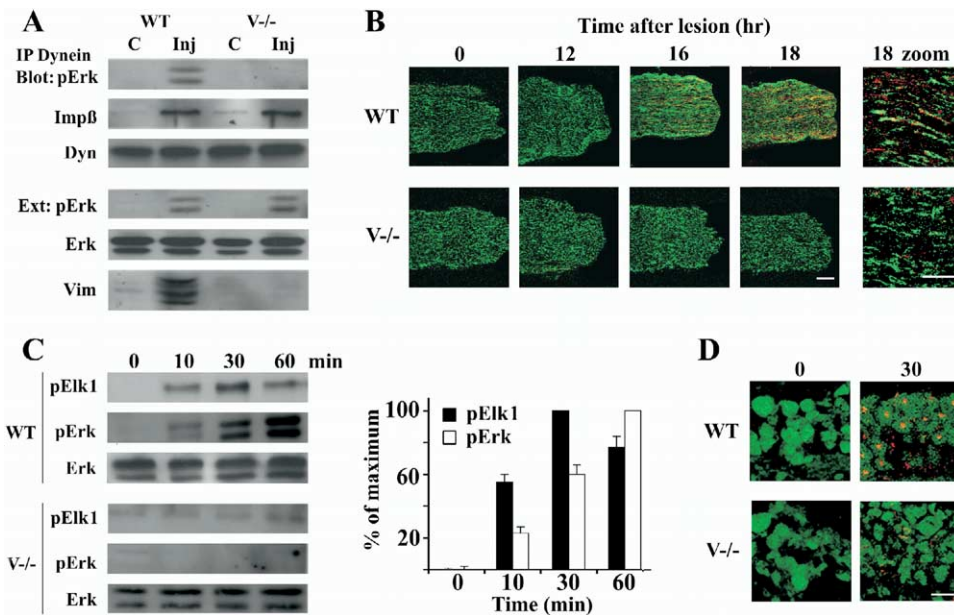 A
WT V-/-
C Inj C Inj
IP Dynein
Blot: pErk
Impß
Dyn
Ext: pErk
Erk
Vim
B
Time after lesion (hr)
0 12 16 18 18 zoom
WT
V-/-
C
0 10 30 60 min
WT
pElk1
pErk
Erk
V-/-
pElk1
pErk
Erk
% of maximum
100
60
20
pElk1
pErk
0 10 30 60
Time (min)
D
0 30
WT
V-/-